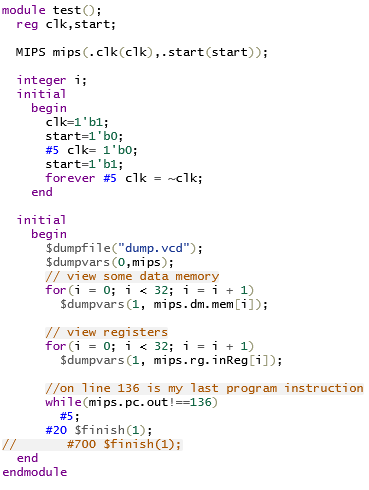 module test();
reg clk,start;
MIPS mips(.clk(clk),.start(start));
integer i;
initial
begin
clk=1'b1;
start=1'b0;
#5 clk= 1'b0;
start=1'b1;
forever #5 clk = ~clk;
end
initial
begin
$dumpfile("dump.vcd");
$dumpvars(0,mips);
// view some data memory
for(i = 0; i < 32; i = i + 1)
$dumpvars(1, mips.dm.mem[i]);
// view registers
for(i = 0; i < 32; i = i + 1)
$dumpvars(1, mips.rg.inReg[i]);
//on line 136 is my last program instruction
while(mips.pc.out!==136)
#5;
#20 $finish(1);
// #700 $finish(1);
end
endmodule